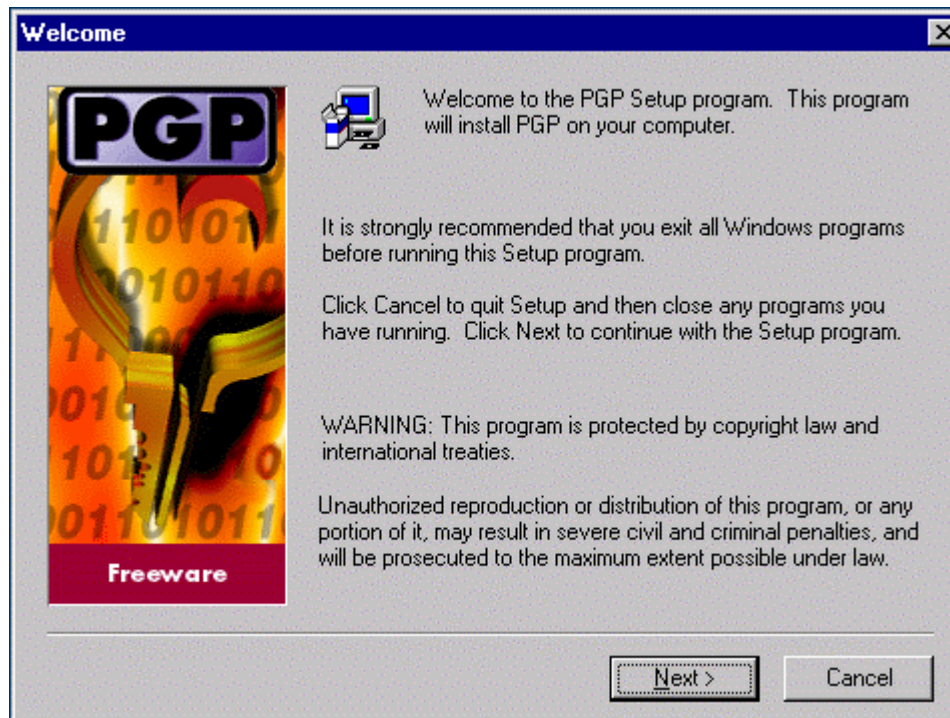 Welcome
PGP
Welcome to the PGP Setup program. This program
will install PGP on your computer.
It is strongly recommended that you exit all Windows programs
before running this Setup program.
Click Cancel to quit Setup and then close any programs you
have running. Click Next to continue with the Setup program.
WARNING: This program is protected by copyright law and
international treaties.
Unauthorized reproduction or distribution of this program, or any
portion of it, may result in severe civil and criminal penalties, and
will be prosecuted to the maximum extent possible under law.
Freeware
Next >
Cancel